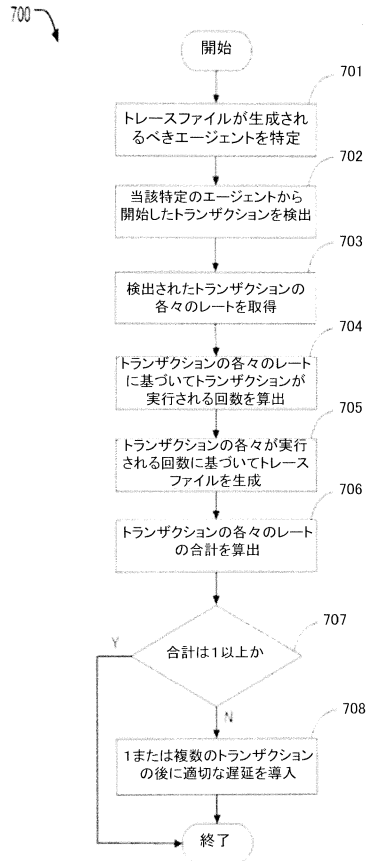 700
開始
701
トレースファイルが生成され
るべきエージェントを特定
702
当該特定のエージェントから
開始したトランザクションを検出
703
検出されたトランザクションの
各々のレートを取得
704
トランザクションの各々のレート
に基づいてトランザクションが
実行される回数を算出
705
トランザクションの各々が実行
される回数に基づいてトレース
ファイルを生成
706
トランザクションの各々のレート
の合計を算出
707
合計は1以上か
Y
N
708
1または複数のトランザクション
の後に適切な遅延を導入
終了